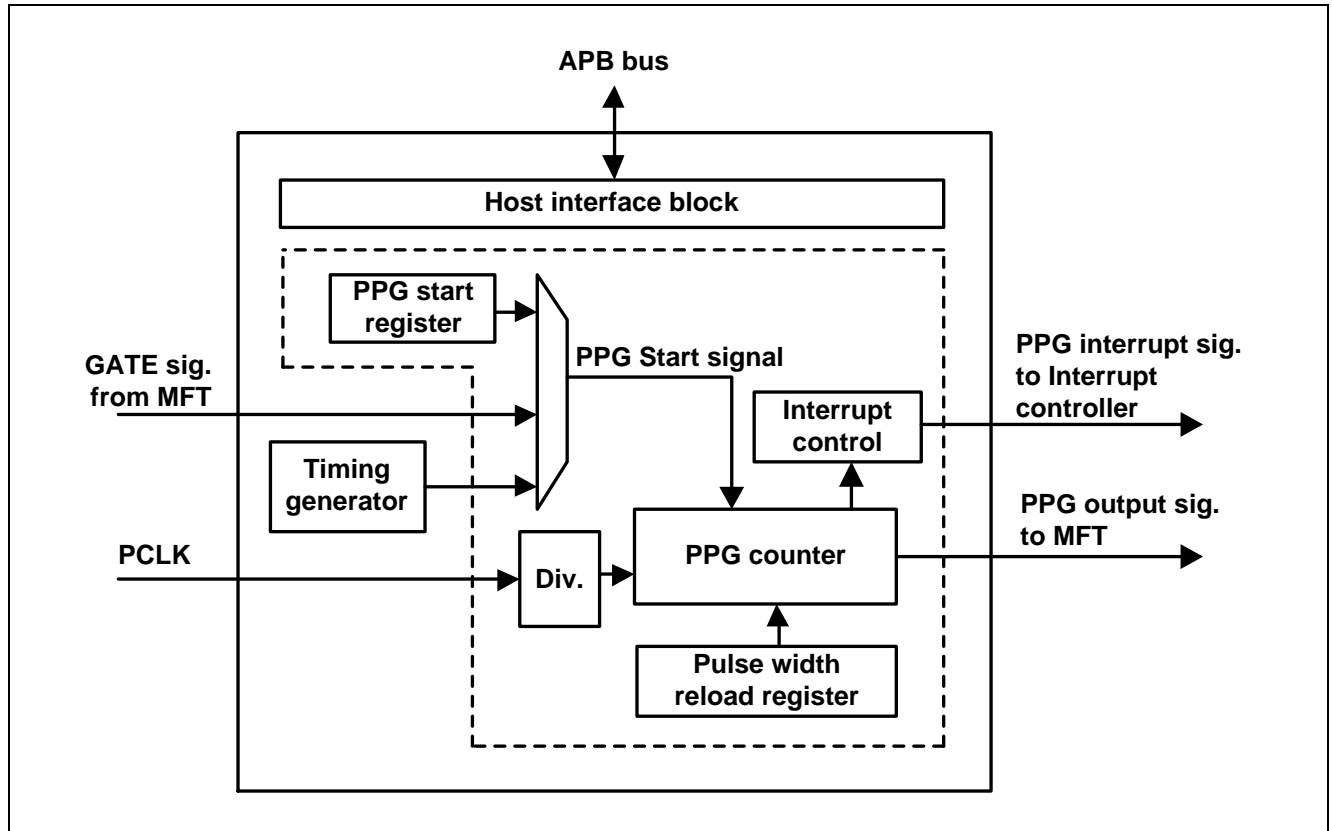 APB bus
Host interface block
PPG start
register
PPG Start signal
GATE sig.
from MFT
PPG interrupt sig.
to Interrupt
controller
Interrupt
control
Timing
generator
PPG output sig.
to MFT
PCLK
Div.
PPG counter
Pulse width
reload register